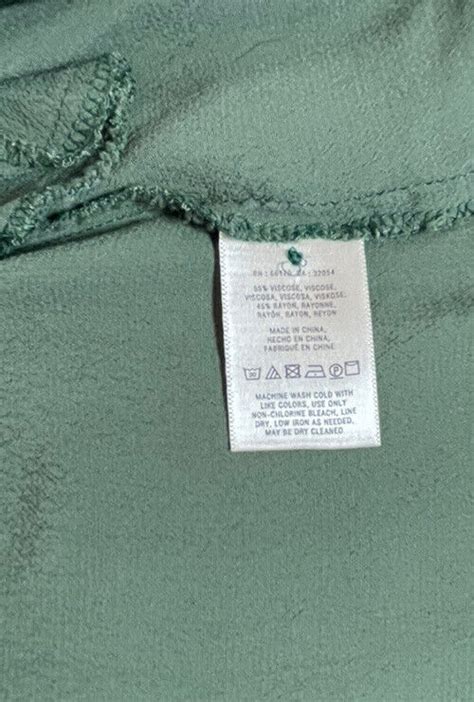 RN : 66170 CA : 32054
55% VISCOSE, VISCOSE,
VISCOSA, VISCOSA, VISKOSE,
45% RAYON, RAYONNE,
RAYÓN, RAYON, REYON
MADE IN CHINA,
HECHO EN CHINA,
FABRIQUÉ EN CHINE,
MACHINE WASH COLD WITH
LIKE COLORS, USE ONLY
NON-CHLORINE BLEACH, LINE
DRY, LOW IRON AS NEEDED,
MAY BE DRY CLEANED.